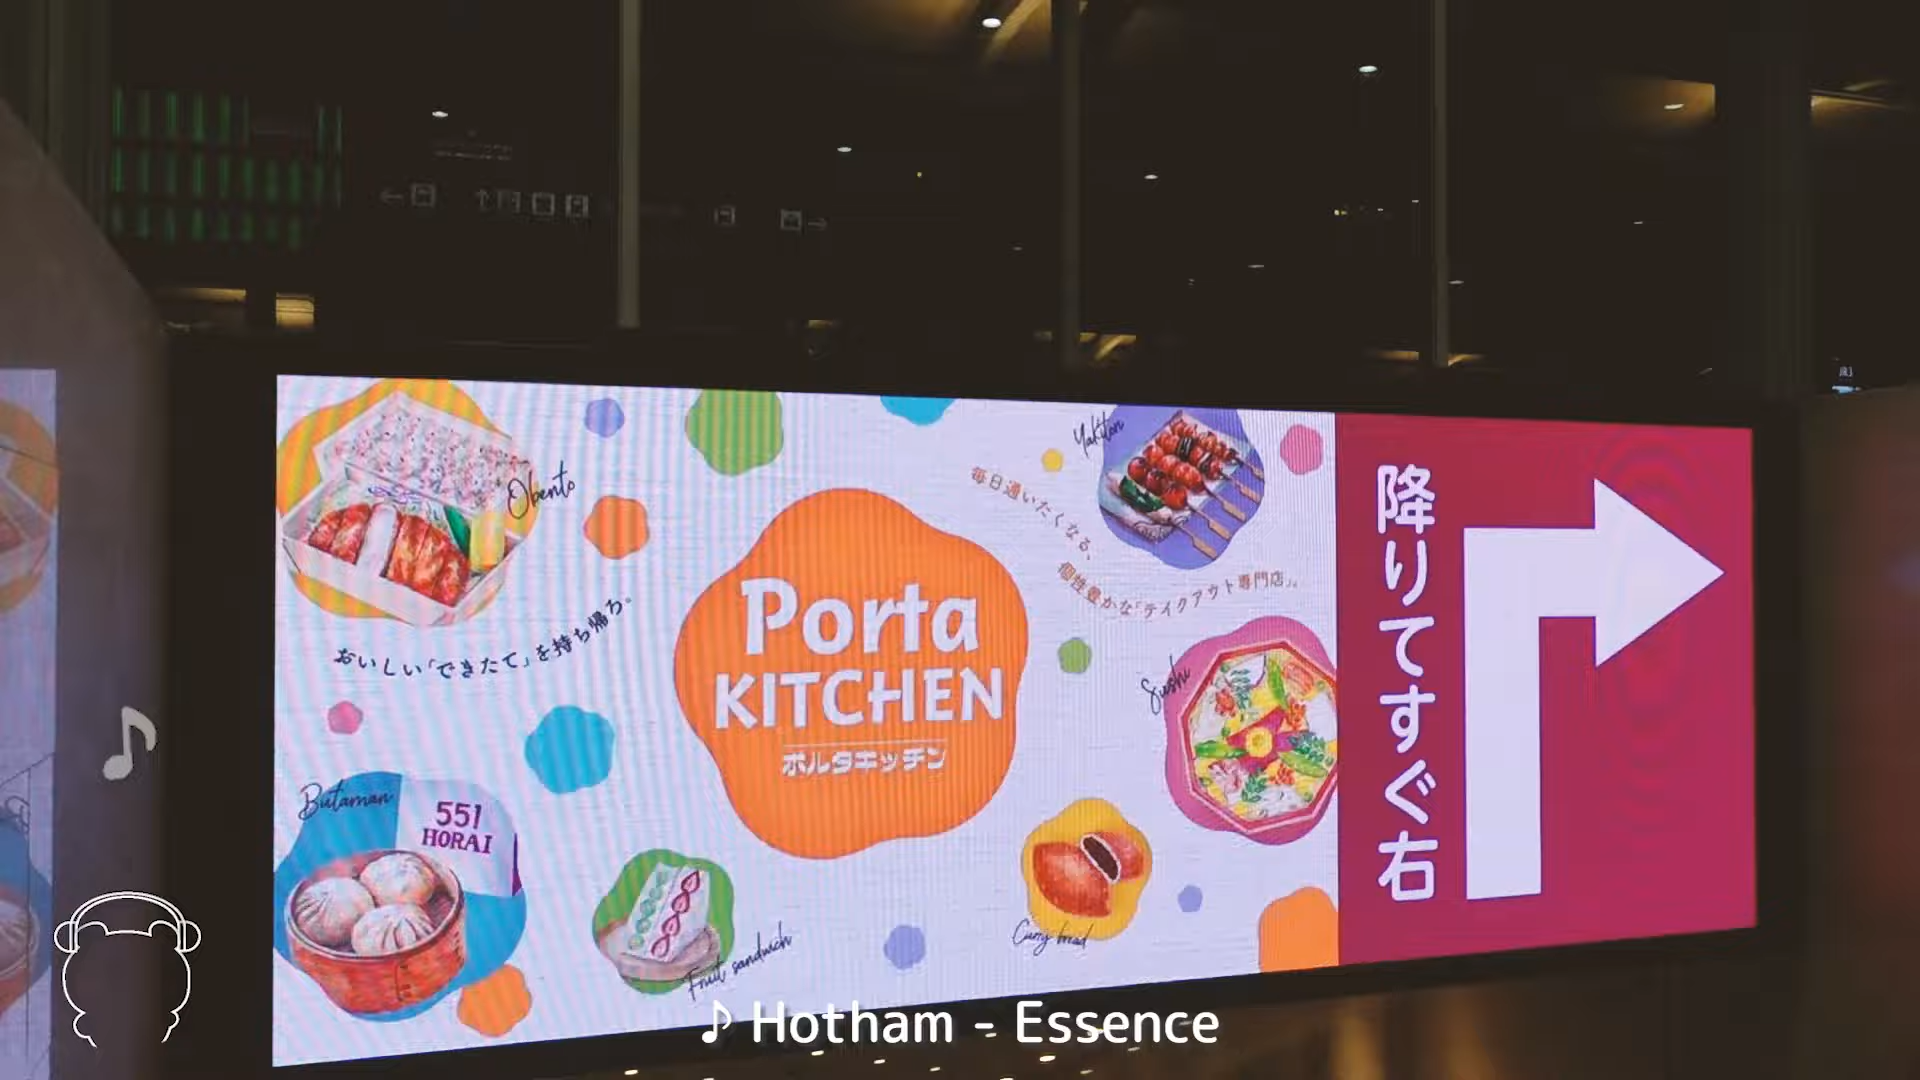 Obento
Yakitori
毎日通いたくなる、
個性豊かな「テイクアウト専門店」。
おいしい「できたて」を持ち帰ろ。
Porta
KITCHEN
ポルタキッチン
Sushi
Butaman
551
HORAI
Fruit sandwich
Curry bread
降りてすぐ右
♪ Hotham - Essence